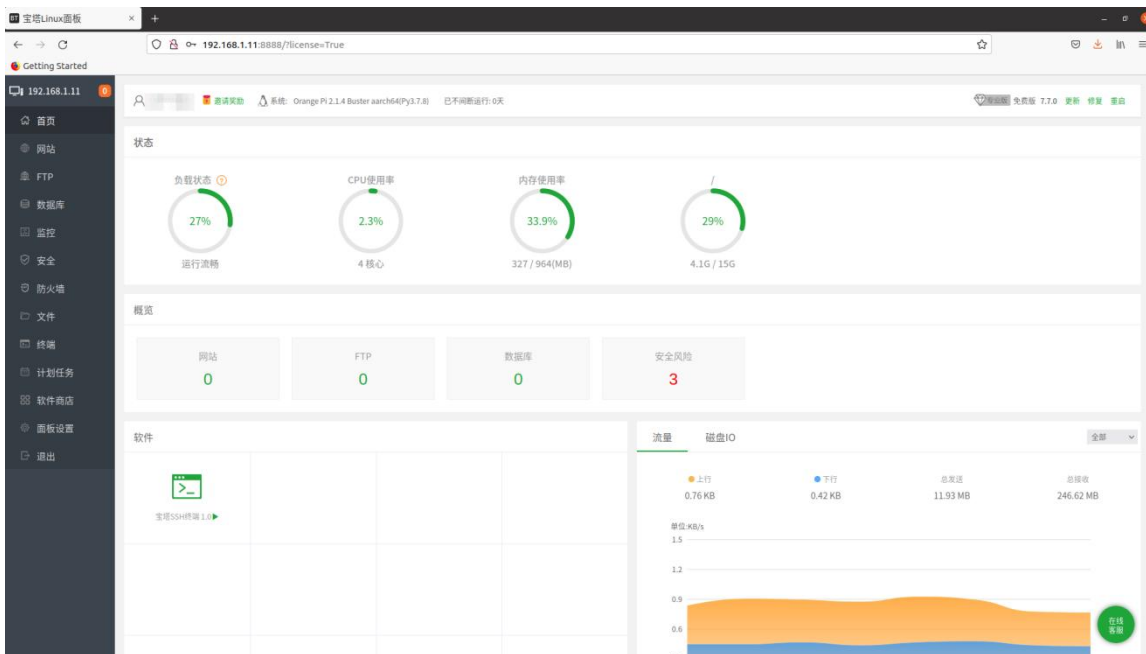 BT 宝塔Linux面板 × +
192.168.1.11:8888/?license=True
Getting Started
192.168.1.11 0
邀请奖励 系统: Orange Pi 2.1.4 Buster aarch64(Py3.7.8) 已不间断运行: 0天 专业版 免费版 7.7.0 更新 修复 重启
首页
网站
FTP
数据库
监控
安全
防火墙
文件
终端
计划任务
软件商店
面板设置
退出
状态
负载状态 ? CPU使用率 内存使用率 /
27% 2.3% 33.9% 29%
运行流畅 4 核心 327 / 964(MB) 4.1G / 15G
概览
网站 FTP 数据库 安全风险
0 0 0 3
软件
宝塔SSH终端 1.0
流量 磁盘IO 全部
上行 下行 总发送 总接收
0.76 KB 0.42 KB 11.93 MB 246.62 MB
单位:KB/s
1.5
1.2
0.9
0.6
在线
客服